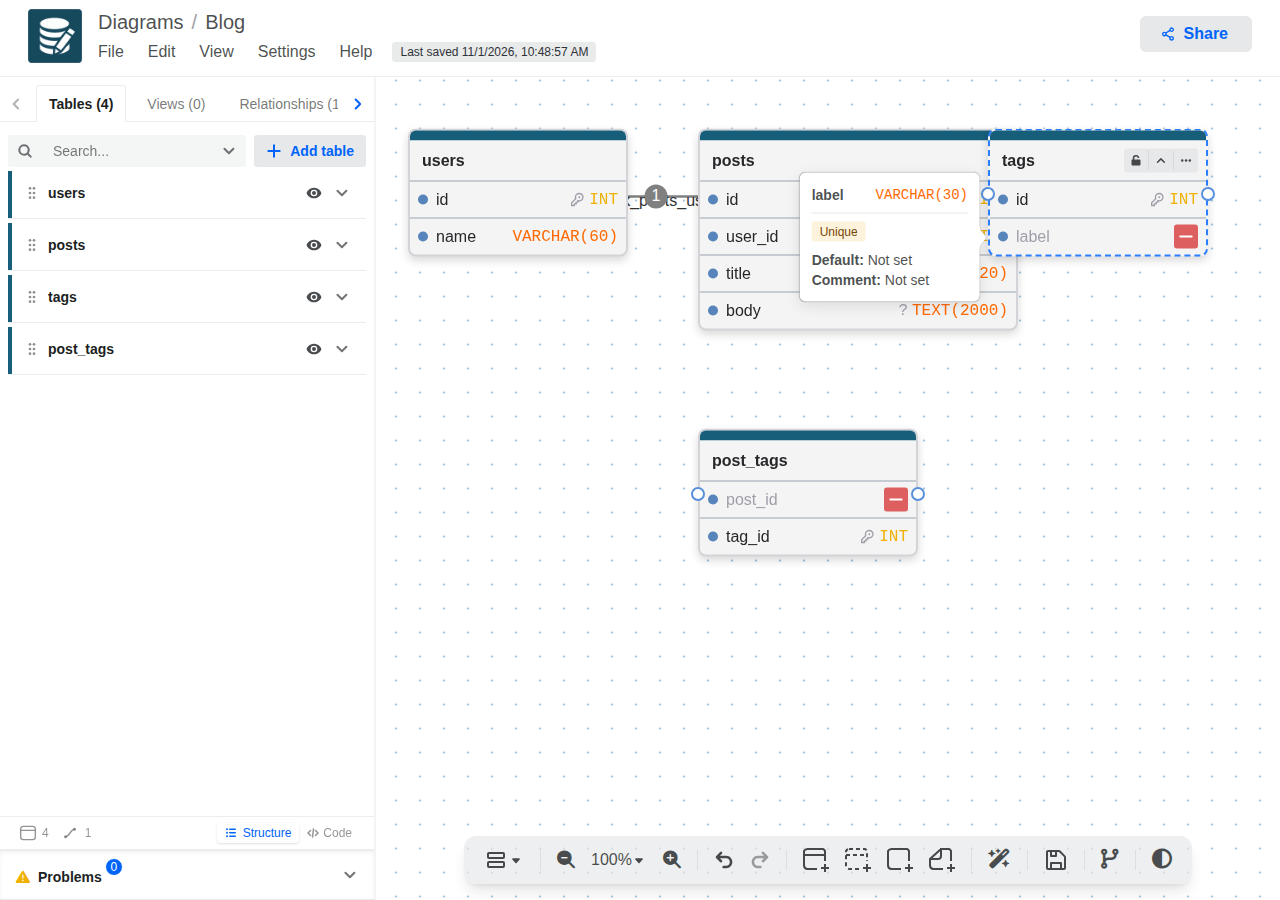 Diagrams / Blog
File Edit View Settings Help Last saved 11/1/2026, 10:48:57 AM
Share
Tables (4) Views (0) Relationships (1
Search... Add table
users
posts
tags
post_tags
4 1 Structure Code
Problems 0
users
id INT
name VARCHAR(60)
1
posts
id
user_id
title 20)
body ? TEXT(2000)
label VARCHAR(30)
Unique
Default: Not set
Comment: Not set
tags
id INT
label
post_tags
post_id
tag_id INT
100%